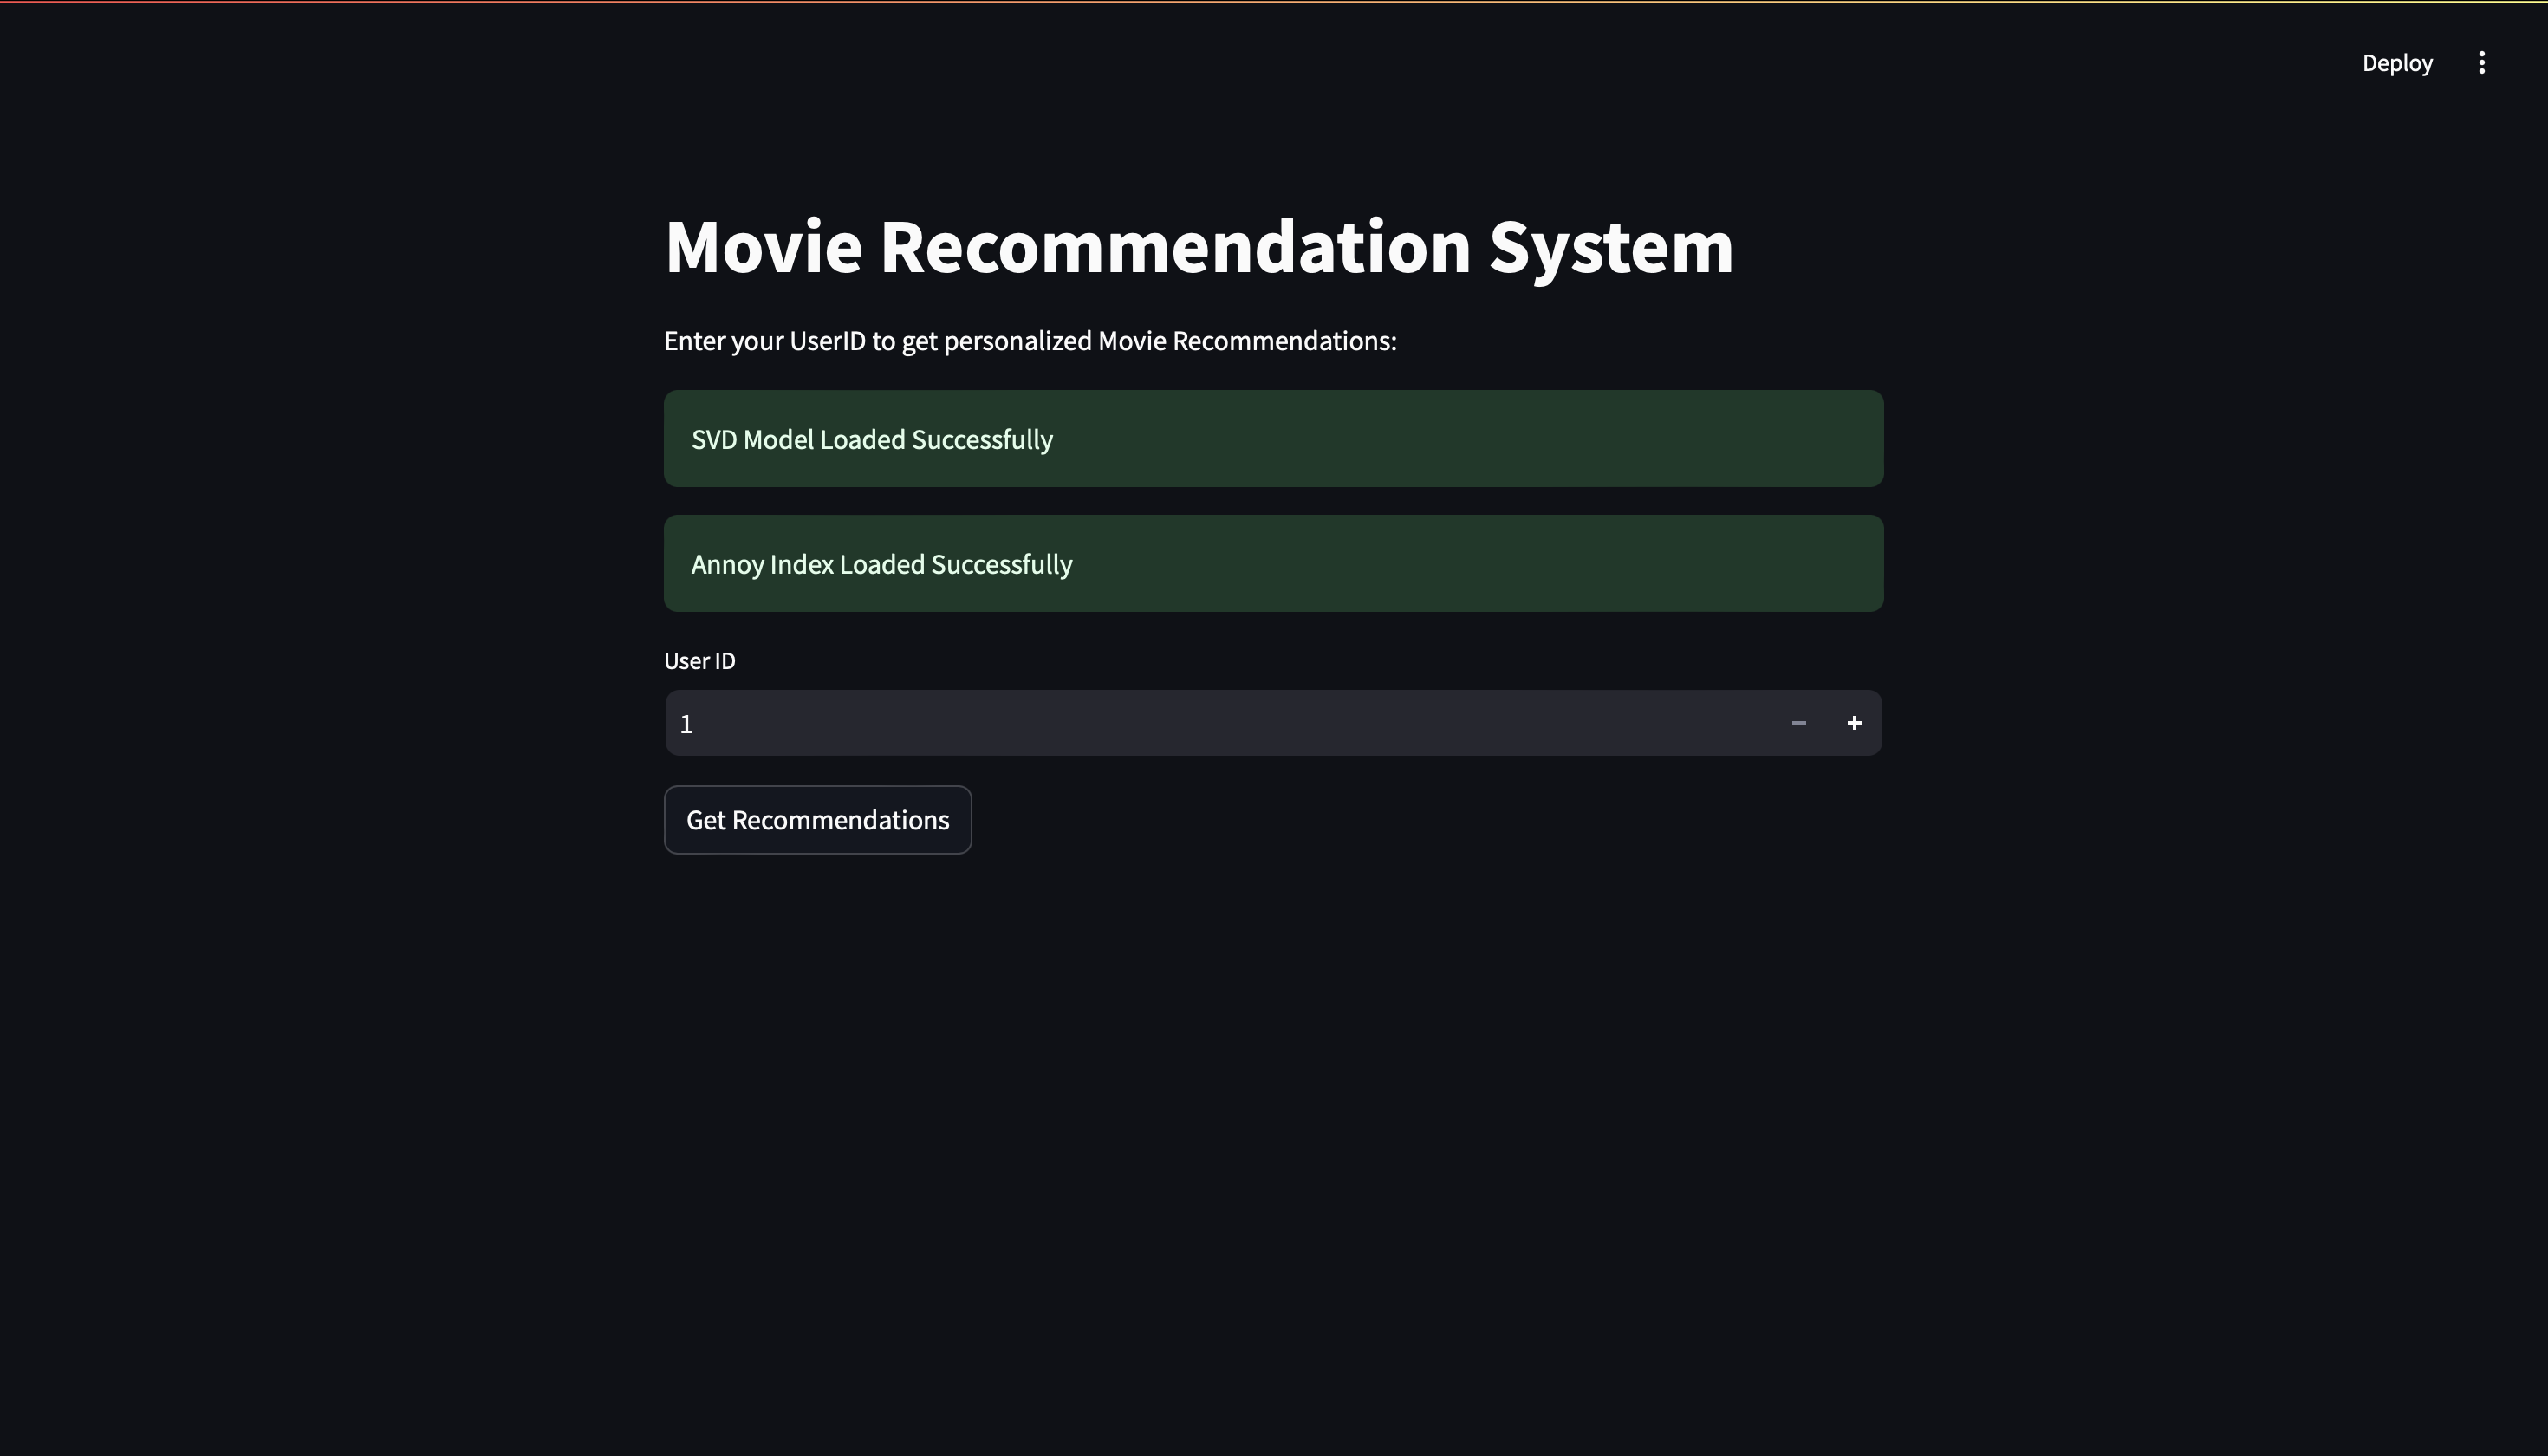 Deploy
Movie Recommendation System
Enter your UserID to get personalized Movie Recommendations:
SVD Model Loaded Successfully
Annoy Index Loaded Successfully
User ID
1
Get Recommendations